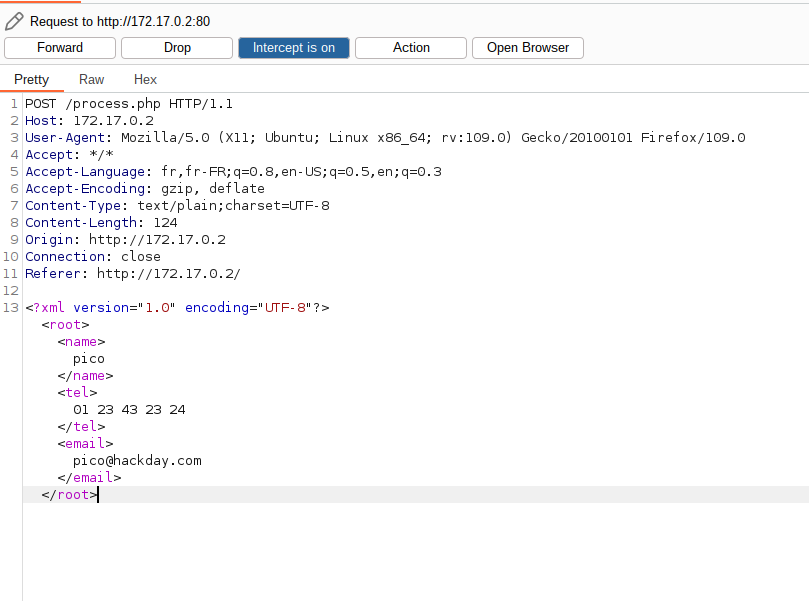 Request to http://172.17.0.2:80
Forward Drop Intercept is on Action Open Browser
Pretty Raw Hex
1 POST /process.php HTTP/1.1
2 Host: 172.17.0.2
3 User-Agent: Mozilla/5.0 (X11; Ubuntu; Linux x86_64; rv:109.0) Gecko/20100101 Firefox/109.0
4 Accept: */*
5 Accept-Language: fr,fr-FR;q=0.8,en-US;q=0.5,en;q=0.3
6 Accept-Encoding: gzip, deflate
7 Content-Type: text/plain;charset=UTF-8
8 Content-Length: 124
9 Origin: http://172.17.0.2
10 Connection: close
11 Referer: http://172.17.0.2/
12
13 <?xml version="1.0" encoding="UTF-8"?>
<root>
<name>
pico
</name>
<tel>
01 23 43 23 24
</tel>
<email>
pico@hackday.com
</email>
</root>